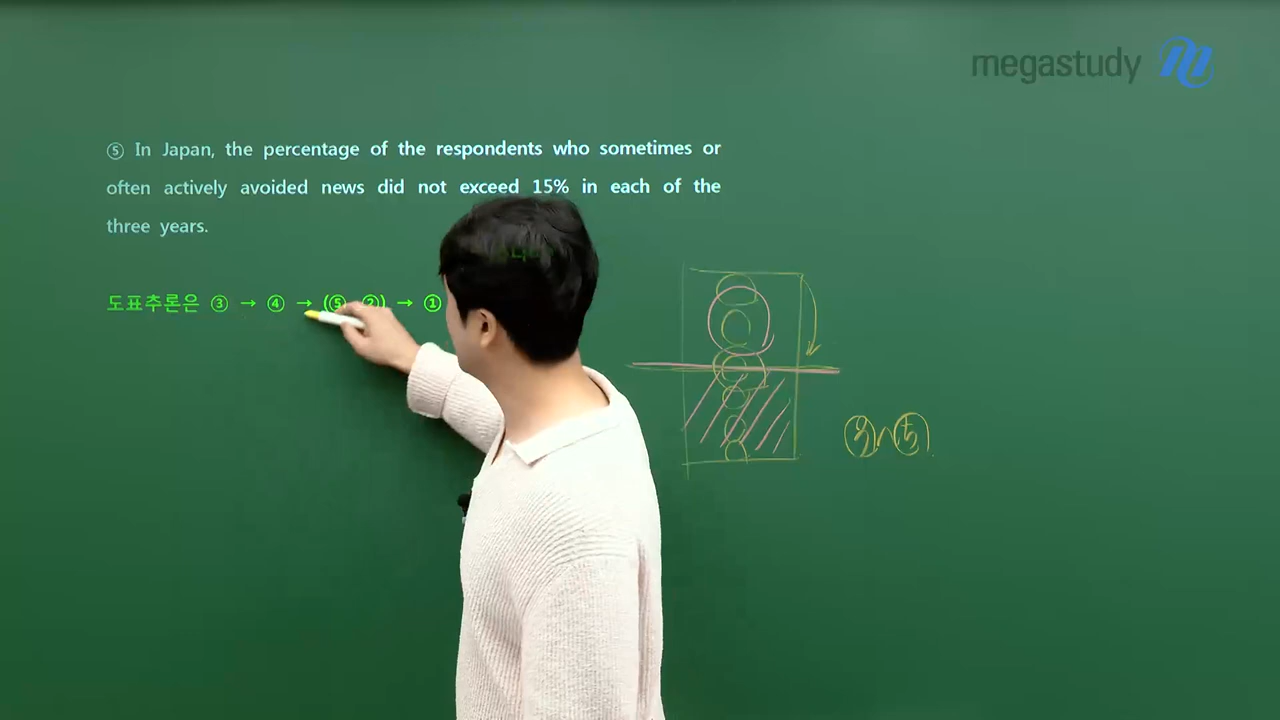 megastudy
⑤ In Japan, the percentage of the respondents who sometimes or
often actively avoided news did not exceed 15% in each of the
three years.
도표추론은 ③ → ④ → (⑤ ②) → ①